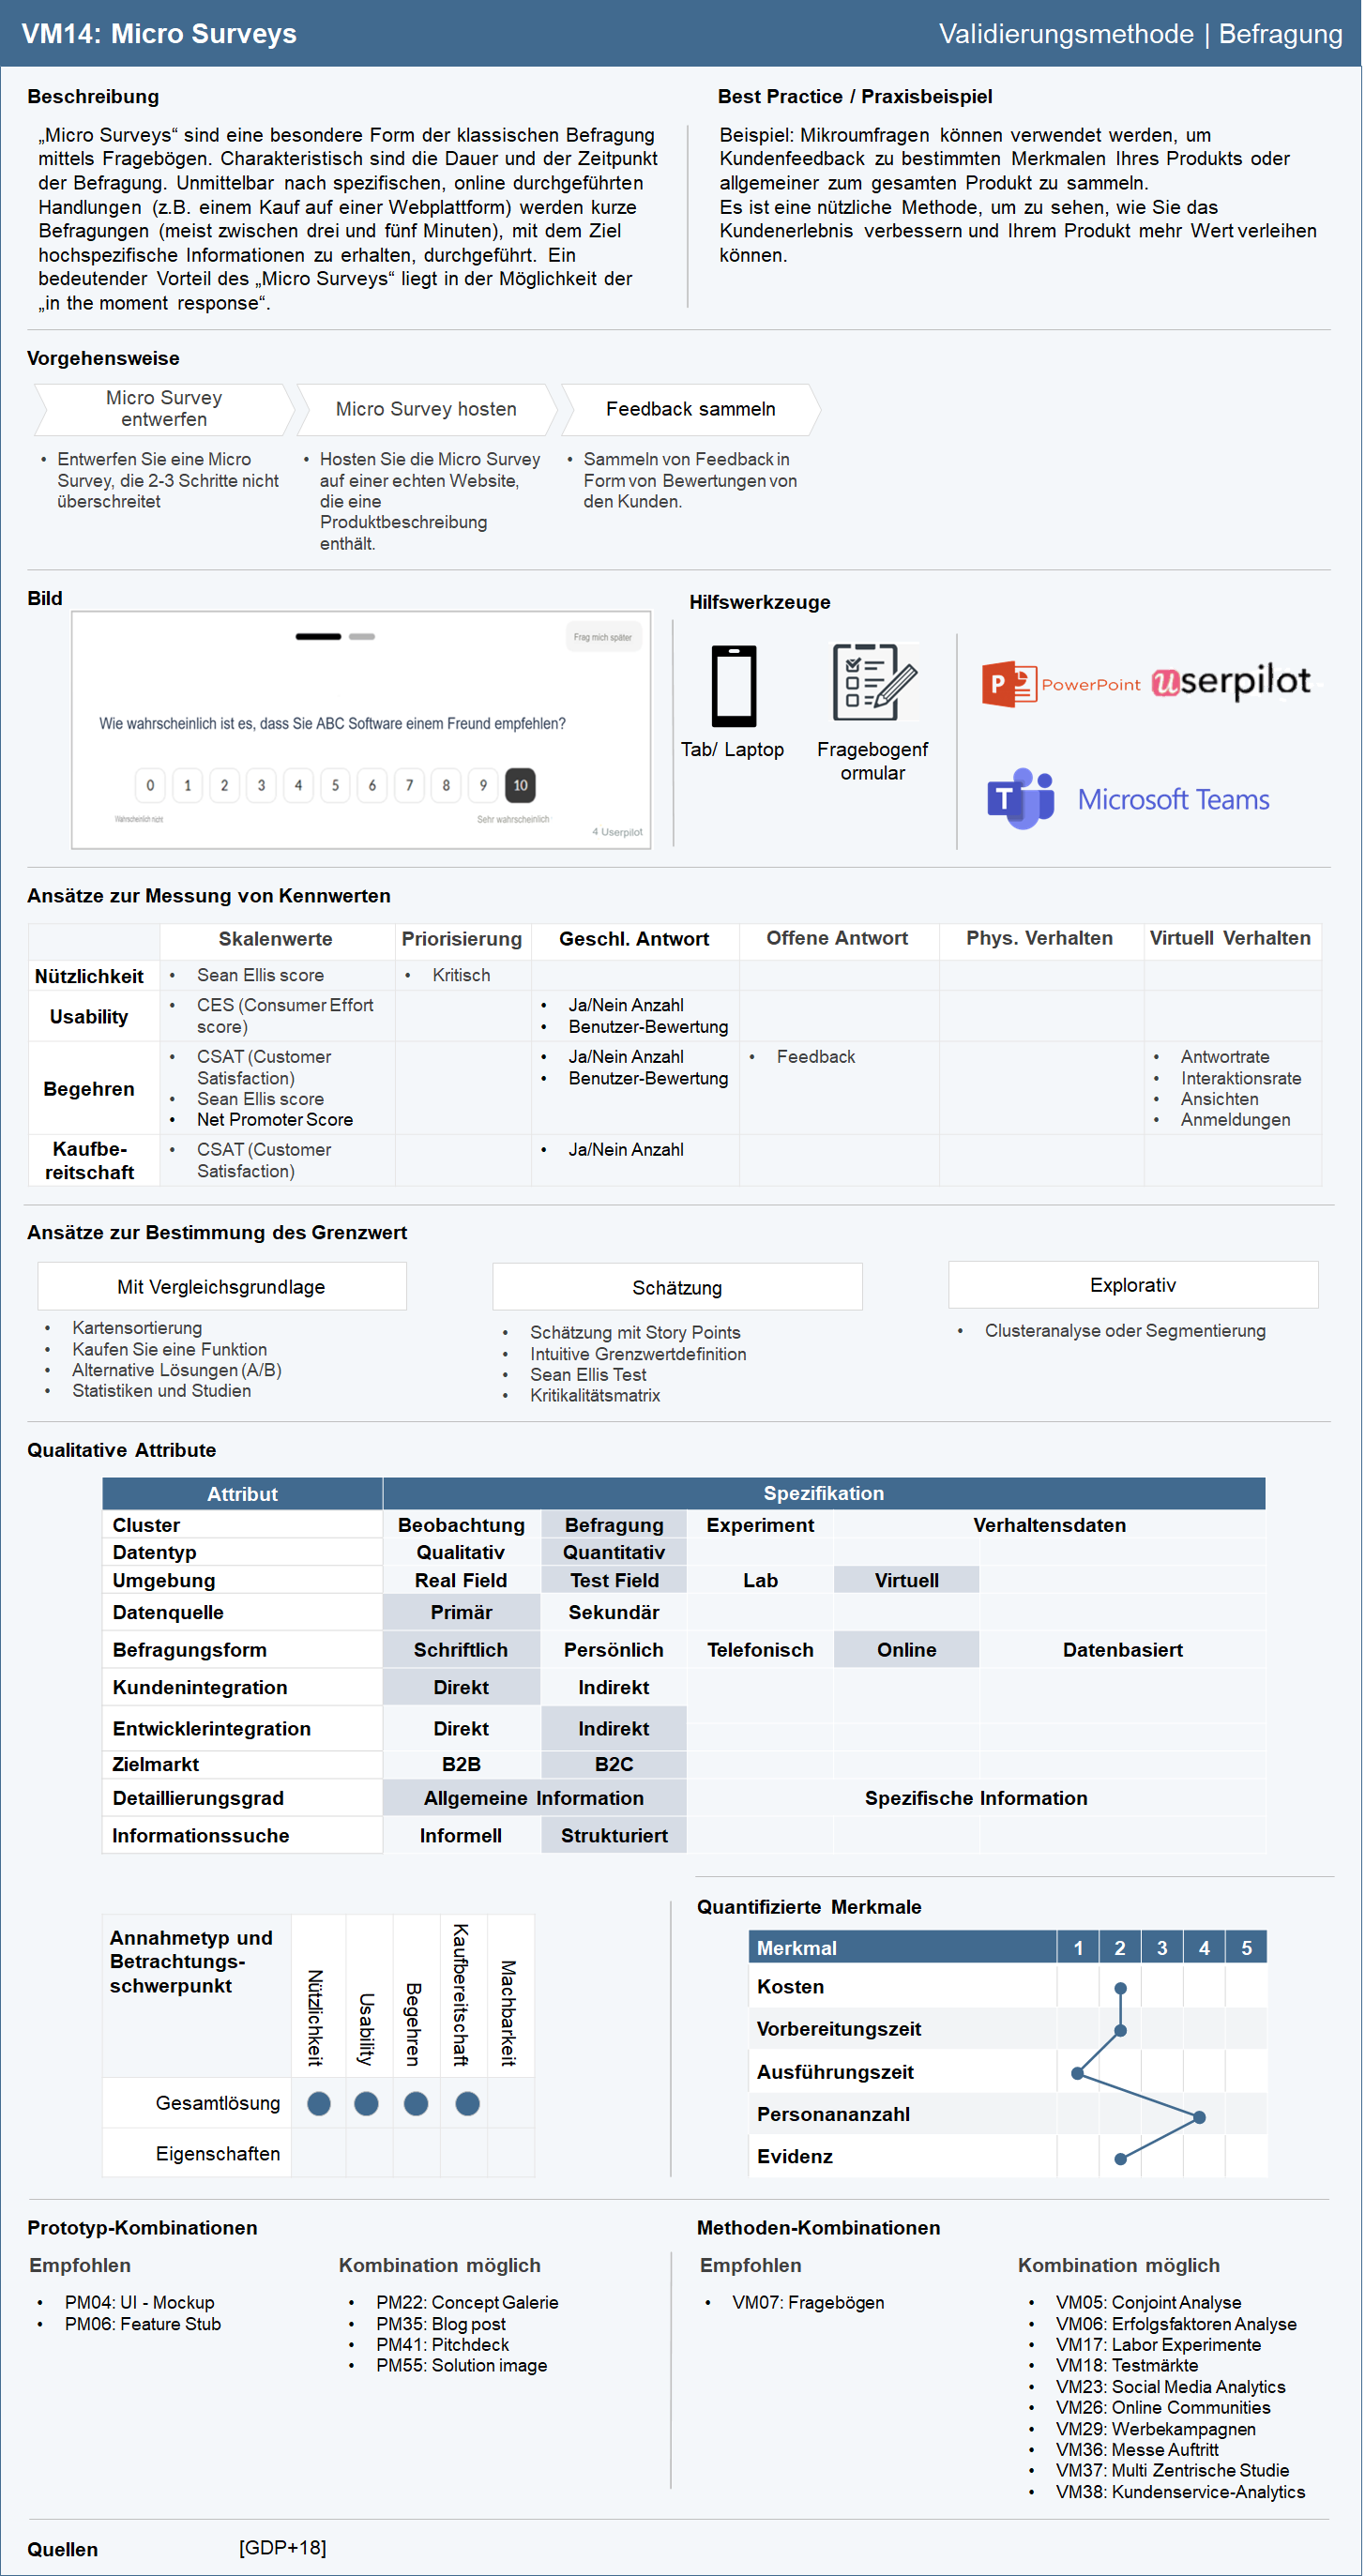 VM14: Micro Surveys
Validierungsmethode | Befragung
Beschreibung
„Micro Surveys“ sind eine besondere Form der klassischen Befragung
mittels Fragebögen. Charakteristisch sind die Dauer und der Zeitpunkt
der Befragung. Unmittelbar nach spezifischen, online durchgeführten
Handlungen (z.B. einem Kauf auf einer Webplattform) werden kurze
Befragungen (meist zwischen drei und fünf Minuten), mit dem Ziel
hochspezifische Informationen zu erhalten, durchgeführt. Ein
bedeutender Vorteil des „Micro Surveys“ liegt in der Möglichkeit der
„in the moment response“.
Best Practice / Praxisbeispiel
Beispiel: Mikroumfragen können verwendet werden, um
Kundenfeedback zu bestimmten Merkmalen Ihres Produkts oder
allgemeiner zum gesamten Produkt zu sammeln.
Es ist eine nützliche Methode, um zu sehen, wie Sie das
Kundenerlebnis verbessern und Ihrem Produkt mehr Wert verleihen
können.
Vorgehensweise
Micro Survey
entwerfen
• Entwerfen Sie eine Micro
Survey, die 2-3 Schritte nicht
überschreitet
Micro Survey hosten
• Hosten Sie die Micro Survey
auf einer echten Website,
die eine
Produktbeschreibung
enthält.
Feedback sammeln
• Sammeln von Feedback in
Form von Bewertungen von
den Kunden.
Bild
Frag mich später
Wie wahrscheinlich ist es, dass Sie ABC Software einem Freund empfehlen?
0 1 2 3 4 5 6 7 8 9 10
Wahrscheinlich nicht
Sehr wahrscheinlich
4 Userpilot
Hilfswerkzeuge
Tab/ Laptop
Fragebogenf
ormular
P PowerPoint
userpilot
T Microsoft Teams
Ansätze zur Messung von Kennwerten
Skalenwerte Priorisierung Geschl. Antwort Offene Antwort Phys. Verhalten Virtuell Verhalten
Nützlichkeit
• Sean Ellis score
• Kritisch
Usability
• CES (Consumer Effort
score)
• Ja/Nein Anzahl
• Benutzer-Bewertung
Begehren
• CSAT (Customer
Satisfaction)
• Sean Ellis score
• Net Promoter Score
• Ja/Nein Anzahl
• Benutzer-Bewertung
• Feedback
• Antwortrate
• Interaktionsrate
• Ansichten
• Anmeldungen
Kaufbe-
reitschaft
• CSAT (Customer
Satisfaction)
• Ja/Nein Anzahl
Ansätze zur Bestimmung des Grenzwert
Mit Vergleichsgrundlage
• Kartensortierung
• Kaufen Sie eine Funktion
• Alternative Lösungen (A/B)
• Statistiken und Studien
Schätzung
• Schätzung mit Story Points
• Intuitive Grenzwertdefinition
• Sean Ellis Test
• Kritikalitätsmatrix
Explorativ
• Clusteranalyse oder Segmentierung
Qualitative Attribute
Attribut Spezifikation
Cluster Beobachtung Befragung Experiment Verhaltensdaten
Datentyp Qualitativ Quantitativ
Umgebung Real Field Test Field Lab Virtuell
Datenquelle Primär Sekundär
Befragungsform Schriftlich Persönlich Telefonisch Online Datenbasiert
Kundenintegration Direkt Indirekt
Entwicklerintegration Direkt Indirekt
Zielmarkt B2B B2C
Detaillierungsgrad Allgemeine Information Spezifische Information
Informationssuche Informell Strukturiert
Annahmetyp und
Betrachtungs-
schwerpunkt
Nützlichkeit
Usability
Begehren
Kaufbereitschaft
Machbarkeit
Gesamtlösung
Eigenschaften
Quantifizierte Merkmale
Merkmal 1 2 3 4 5
Kosten
Vorbereitungszeit
Ausführungszeit
Personananzahl
Evidenz
Prototyp-Kombinationen
Empfohlen
• PM04: UI - Mockup
• PM06: Feature Stub
Kombination möglich
• PM22: Concept Galerie
• PM35: Blog post
• PM41: Pitchdeck
• PM55: Solution image
Methoden-Kombinationen
Empfohlen
• VM07: Fragebögen
Kombination möglich
• VM05: Conjoint Analyse
• VM06: Erfolgsfaktoren Analyse
• VM17: Labor Experimente
• VM18: Testmärkte
• VM23: Social Media Analytics
• VM26: Online Communities
• VM29: Werbekampagnen
• VM36: Messe Auftritt
• VM37: Multi Zentrische Studie
• VM38: Kundenservice-Analytics
Quellen
[GDP+18]